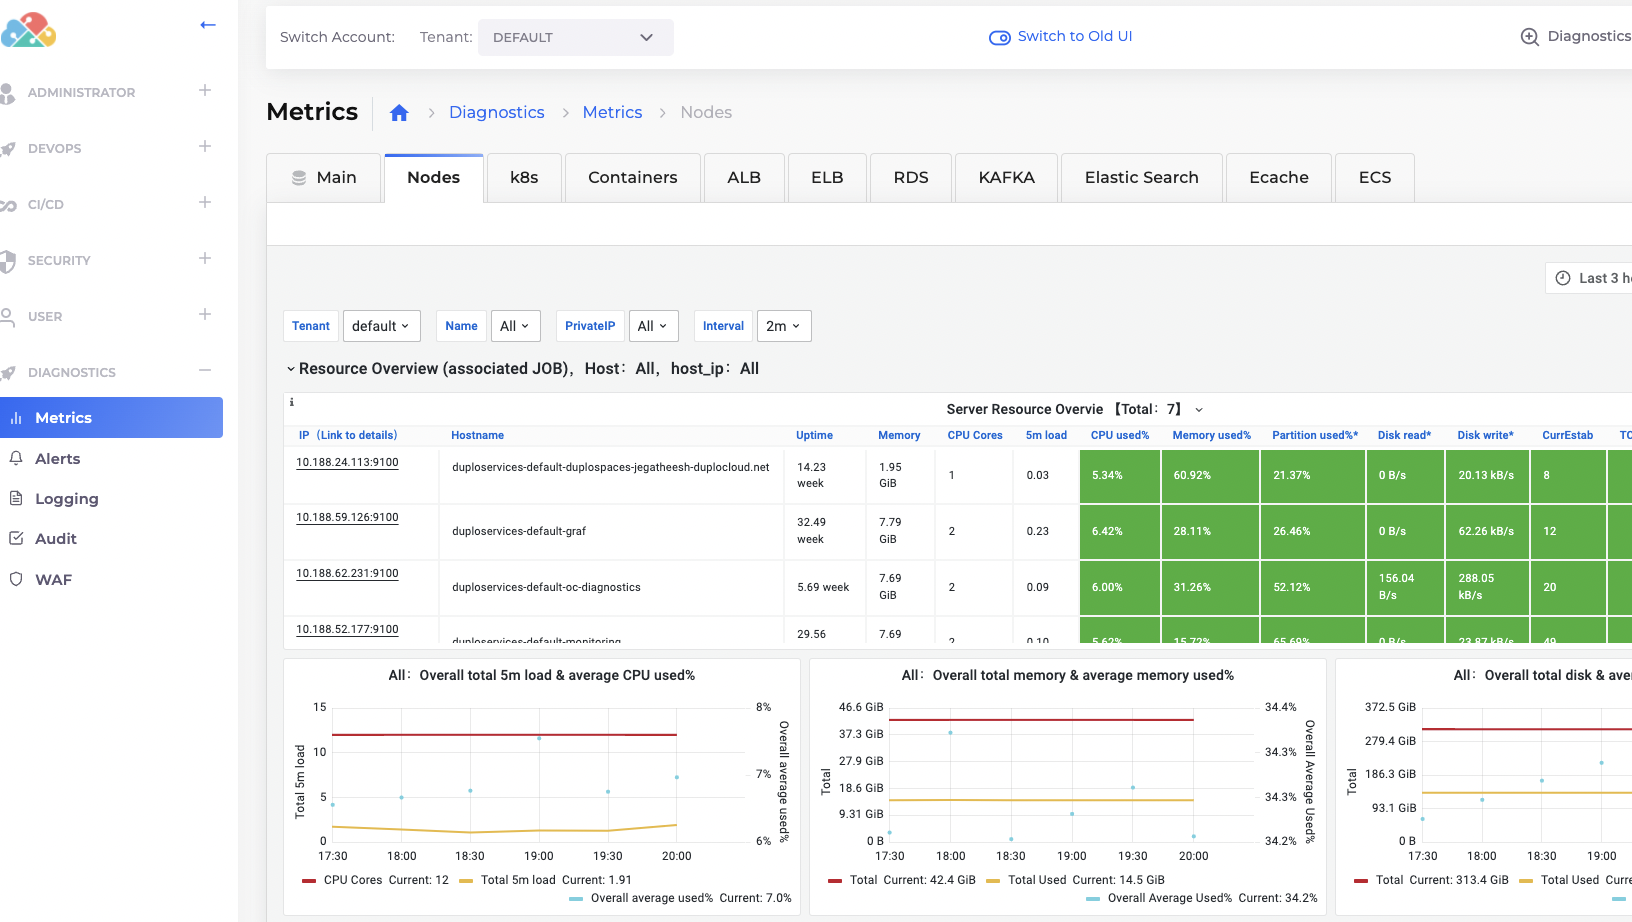 Switch Account: Tenant: DEFAULT Switch to Old UI Diagnostics
ADMINISTRATOR
DEVOPS
CI/CD
SECURITY
USER
DIAGNOSTICS
Metrics
Alerts
Logging
Audit
WAF
Metrics Diagnostics Metrics Nodes
Main Nodes k8s Containers ALB ELB RDS KAFKA Elastic Search Ecache ECS
Last 3 h
Tenant default Name All PrivateIP All Interval 2m
Resource Overview (associated JOB)，Host：All，host_ip：All
Server Resource Overvie 【Total：7】
IP（Link to details） Hostname Uptime Memory CPU Cores 5m load CPU used% Memory used% Partition used%* Disk read* Disk write* CurrEstab TC
10.188.24.113:9100 duploservices-default-duplospaces-jegatheesh-duplocloud.net 14.23 week 1.95 GiB 1 0.03 5.34% 60.92% 21.37% 0 B/s 20.13 kB/s 8
10.188.59.126:9100 duploservices-default-graf 32.49 week 7.79 GiB 2 0.23 6.42% 28.11% 26.46% 0 B/s 62.26 kB/s 12
10.188.62.231:9100 duploservices-default-oc-diagnostics 5.69 week 7.69 GiB 2 0.09 6.00% 31.26% 52.12% 156.04 B/s 288.05 kB/s 20
10.188.52.177:9100 duploservices-default-monitoring 29.56 7.69 2 0.10 5.62% 15.72% 65.69% 0 B/s 23.87 kB/s 49
All：Overall total 5m load & average CPU used%
Total 5m load
15
10
5
0
8%
7%
6%
Overall average used%
17:30 18:00 18:30 19:00 19:30 20:00
CPU Cores Current: 12 Total 5m load Current: 1.91
Overall average used% Current: 7.0%
All：Overall total memory & average memory used%
Total
46.6 GiB
37.3 GiB
27.9 GiB
18.6 GiB
9.31 GiB
0 B
34.4%
34.3%
34.3%
34.2%
Overall Average Used%
17:30 18:00 18:30 19:00 19:30 20:00
Total Current: 42.4 GiB Total Used Current: 14.5 GiB
Overall Average Used% Current: 34.2%
All：Overall total disk & ave
Total
372.5 GiB
279.4 GiB
186.3 GiB
93.1 GiB
0 B
17:30 18:00 18:30 19:00
Total Current: 313.4 GiB Total Used Curre